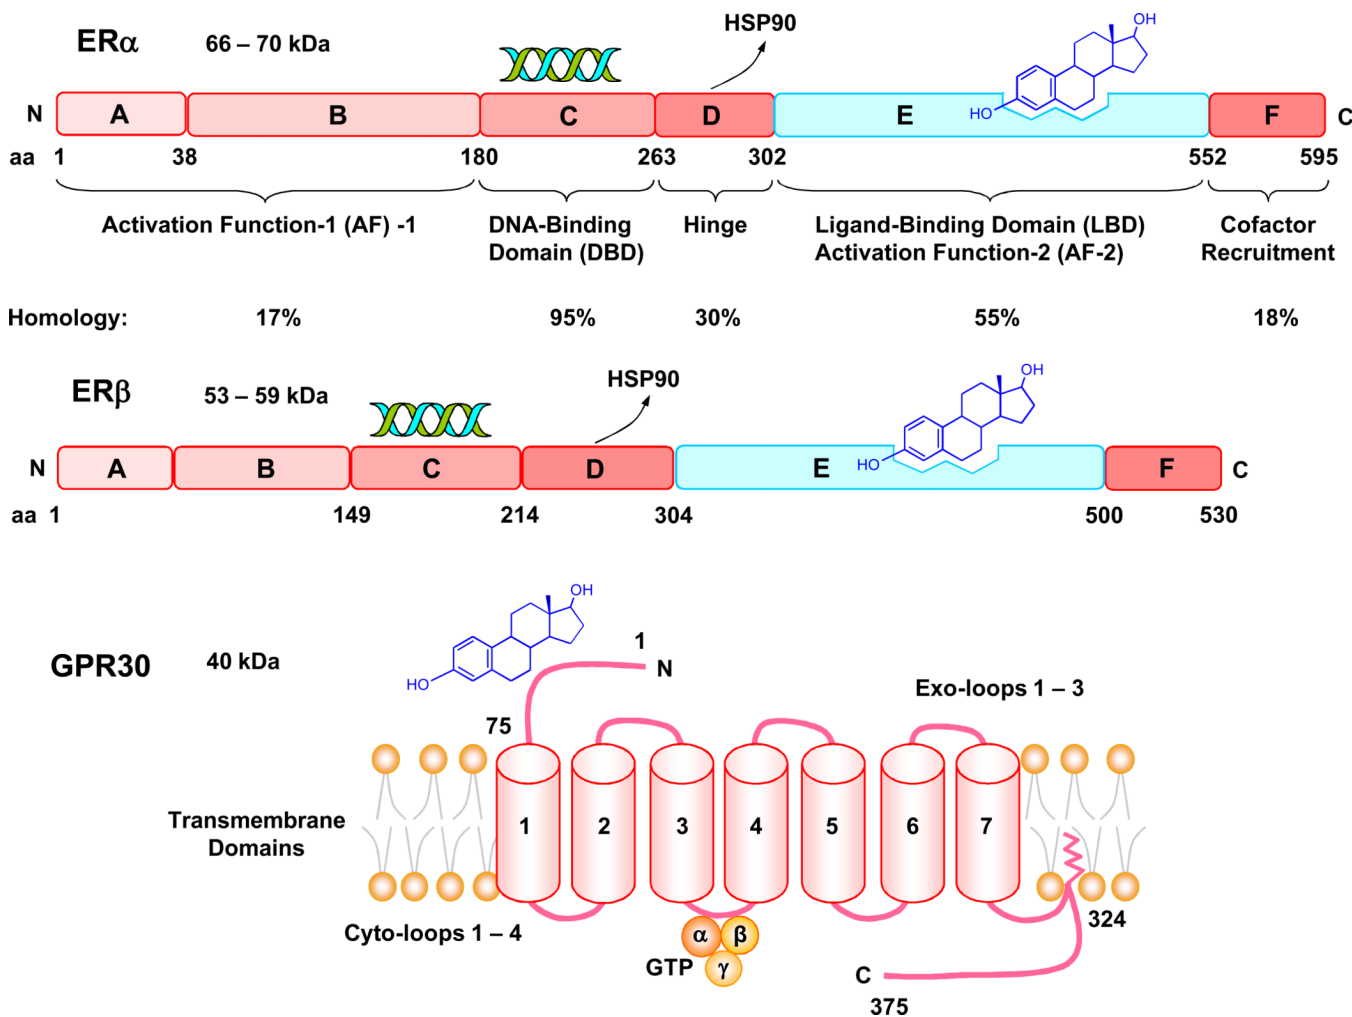 ERα 66 – 70 kDa HSP90 OH
HO
N A B C D E F C
aa 1 38 180 263 302 552 595
Activation Function-1 (AF) -1
DNA-Binding
Domain (DBD)
Hinge
Ligand-Binding Domain (LBD)
Activation Function-2 (AF-2)
Cofactor
Recruitment
Homology: 17% 95% 30% 55% 18%
ERβ 53 – 59 kDa HSP90 OH
HO
N A B C D E F C
aa 1 149 214 304 500 530
OH
HO
GPR30 40 kDa 1
N
75
Exo-loops 1 – 3
Transmembrane
Domains
1 2 3 4 5 6 7
Cyto-loops 1 – 4
324
α β
GTP γ
C
375